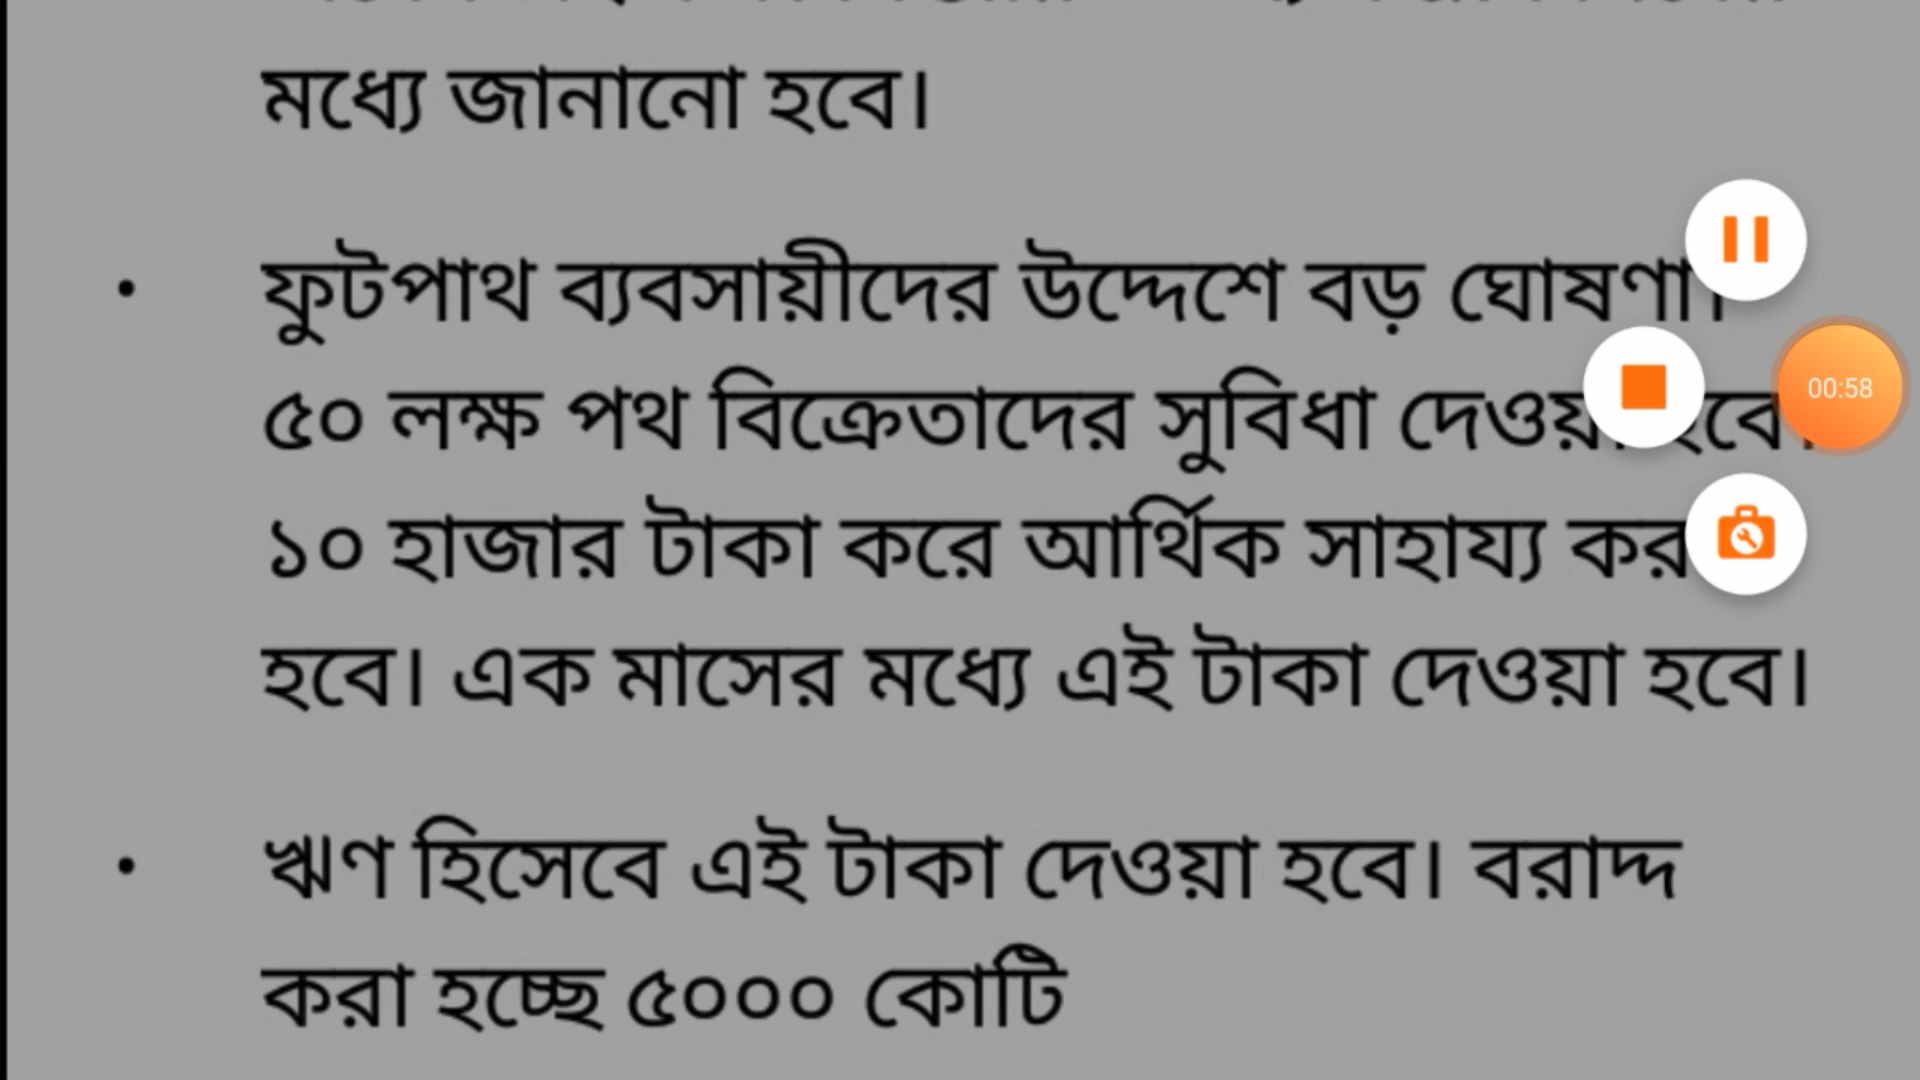 মধ্যে জানানো হবে।
• ফুটপাথ ব্যবসায়ীদের উদ্দেশে বড় ঘোষণা।
৫০ লক্ষ পথ বিক্রেতাদের সুবিধা দেওয়া হবে।
00:58
১০ হাজার টাকা করে আর্থিক সাহায্য
হবে। এক মাসের মধ্যে এই টাকা দেওয়া হবে।
• ঋণ হিসেবে এই টাকা দেওয়া হবে। বরাদ্দ
করা হচ্ছে ৫০০০ কোটি